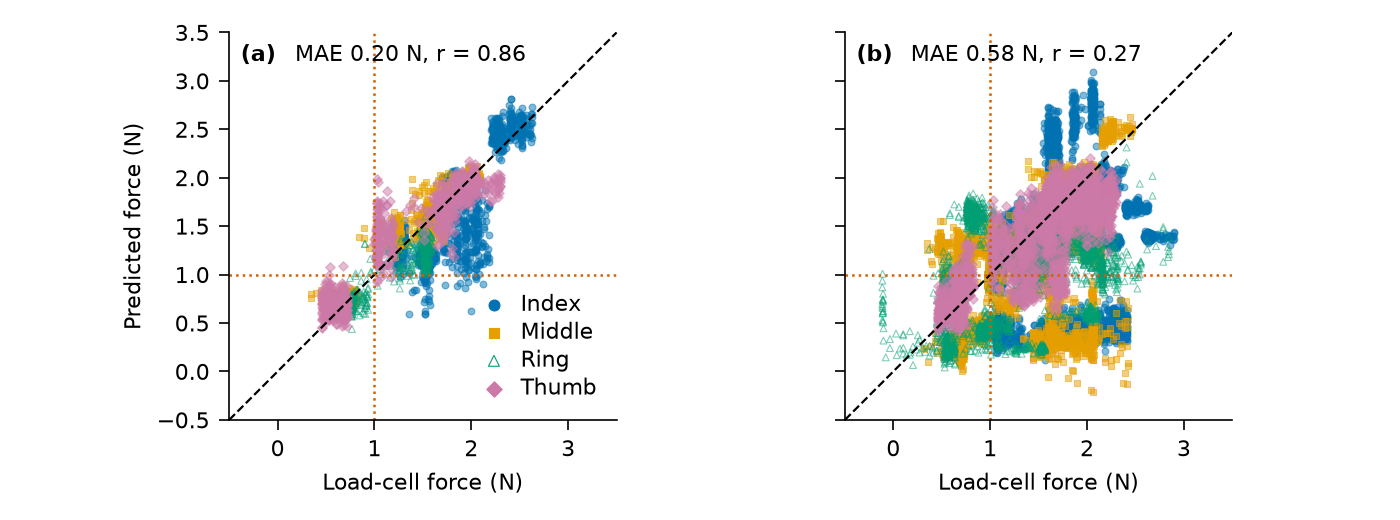 (a) MAE 0.20 N, r = 0.86
3.5
3.0
2.5
2.0
1.5
1.0
0.5
0.0
−0.5
Predicted force (N)
Index
Middle
Ring
Thumb
0 1 2 3
Load-cell force (N)
(b) MAE 0.58 N, r = 0.27
0 1 2 3
Load-cell force (N)